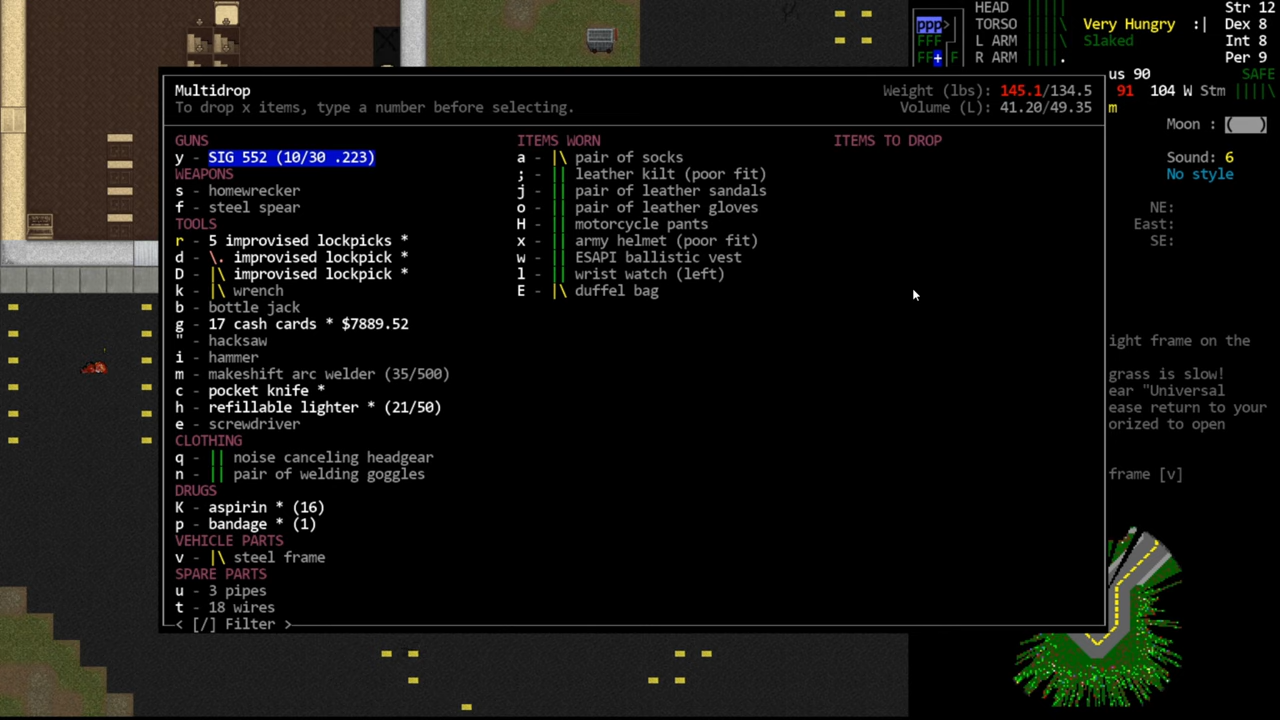 HEAD
Str 12
ppp>
TORSO
Very Hungry :|
Dex 8
FFF
L ARM
Slaked
Int 8
FF+ F
R ARM
Per 9
us 90
SAFE
91 104 W Stm
m
Moon : ( )
Sound: 6
No style
NE:
East:
SE:
ight frame on the
grass is slow!
ear "Universal
ease return to your
orized to open
frame [v]
Multidrop
Weight (lbs): 145.1/134.5
To drop x items, type a number before selecting.
Volume (L): 41.20/49.35
GUNS
y - SIG 552 (10/30 .223)
WEAPONS
s - homewrecker
f - steel spear
TOOLS
r - 5 improvised lockpicks *
d - \. improvised lockpick *
D - |\ improvised lockpick *
k - |\ wrench
b - bottle jack
g - 17 cash cards * $7889.52
" - hacksaw
i - hammer
m - makeshift arc welder (35/500)
c - pocket knife *
h - refillable lighter * (21/50)
e - screwdriver
CLOTHING
q - || noise canceling headgear
n - || pair of welding goggles
DRUGS
K - aspirin * (16)
p - bandage * (1)
VEHICLE PARTS
v - |\ steel frame
SPARE PARTS
u - 3 pipes
t - 18 wires
< [/] Filter >
ITEMS WORN
a - |\ pair of socks
; - || leather kilt (poor fit)
j - || pair of leather sandals
o - || pair of leather gloves
H - || motorcycle pants
x - || army helmet (poor fit)
w - || ESAPI ballistic vest
l - || wrist watch (left)
E - |\ duffel bag
ITEMS TO DROP